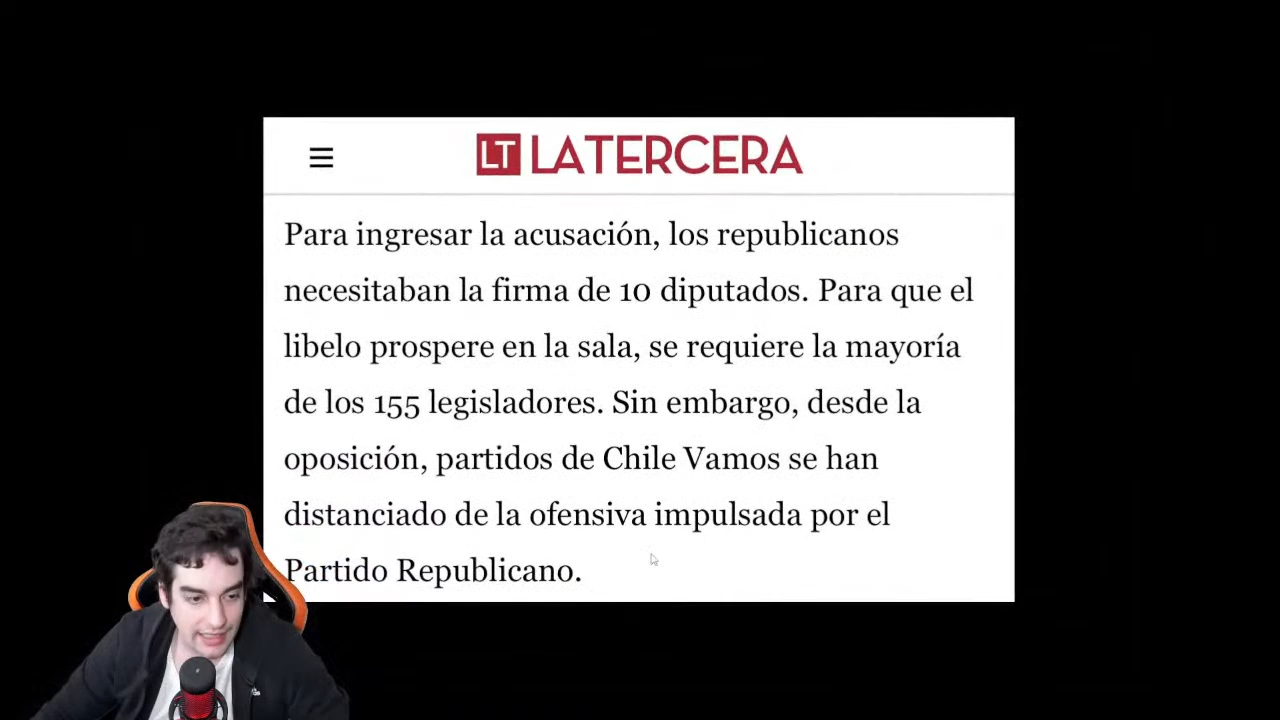 LT LATERCERA
Para ingresar la acusación, los republicanos
necesitaban la firma de 10 diputados. Para que el
libelo prospere en la sala, se requiere la mayoría
de los 155 legisladores. Sin embargo, desde la
oposición, partidos de Chile Vamos se han
distanciado de la ofensiva impulsada por el
Partido Republicano.